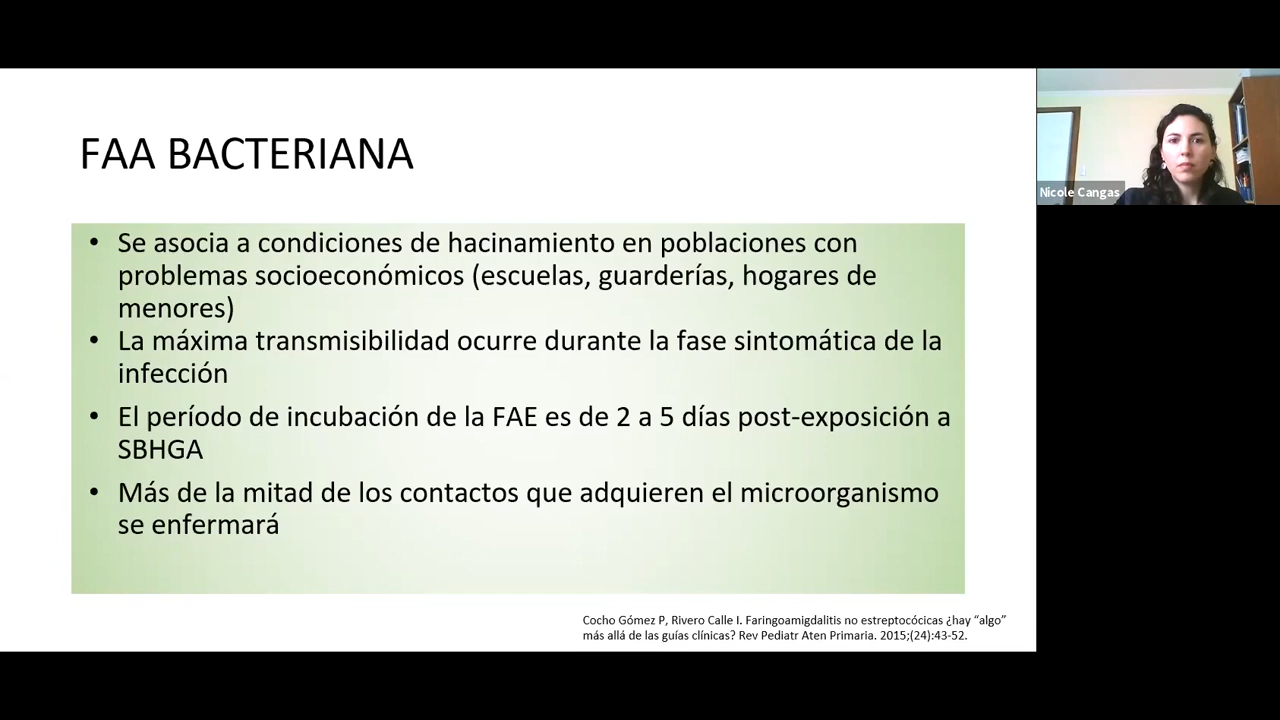 FAA BACTERIANA
• Se asocia a condiciones de hacinamiento en poblaciones con
problemas socioeconómicos (escuelas, guarderías, hogares de
menores)
• La máxima transmisibilidad ocurre durante la fase sintomática de la
infección
• El período de incubación de la FAE es de 2 a 5 días post-exposición a
SBHGA
• Más de la mitad de los contactos que adquieren el microorganismo
se enfermará
Cocho Gómez P, Rivero Calle I. Faringoamigdalitis no estreptocócicas ¿hay “algo”
más allá de las guías clínicas? Rev Pediatr Aten Primaria. 2015;(24):43-52.
Nicole Cangas